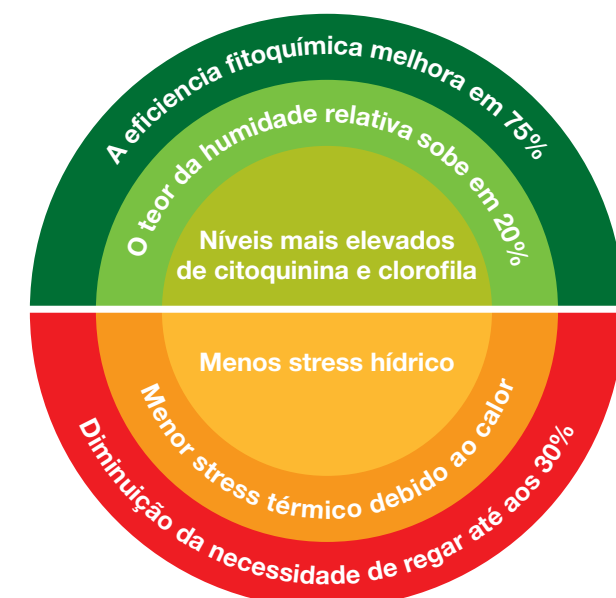 A eficiencia fitoquímica melhora em 75%
O teor da humidade relativa sobe em 20%
Níveis mais elevados
de citoquinina e clorofila
Menos stress hídrico
Menor stress térmico debido ao calor
Diminuição da necessidade de regar até aos 30%